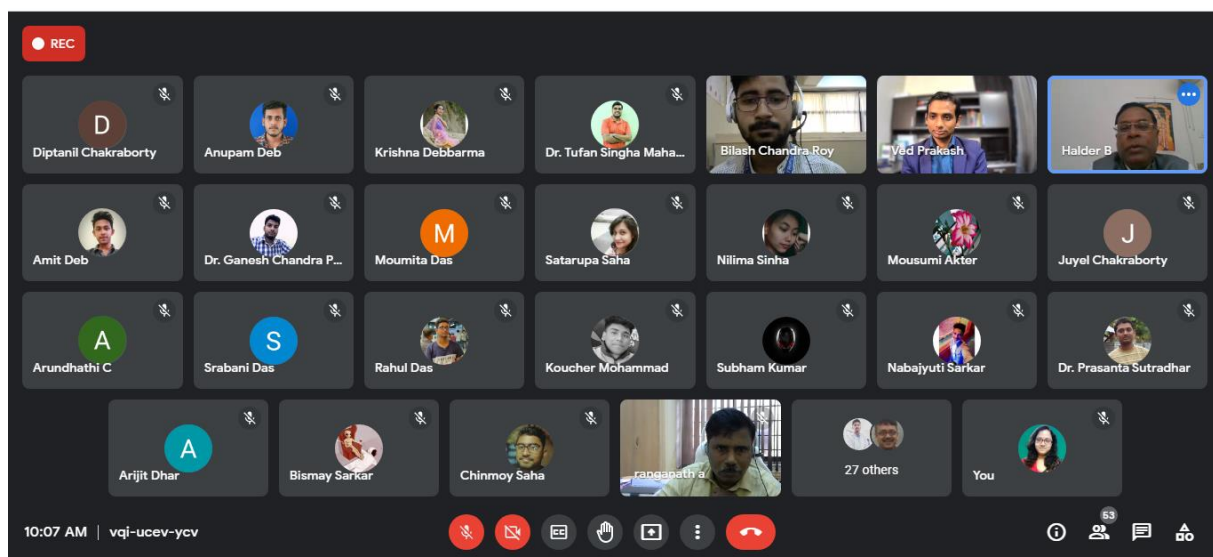 REC
D
Diptanil Chakraborty
Anupam Deb
Krishna Debbarma
Dr. Tufan Singha Maha...
Bilash Chandra Roy
Ved Prakash
Halder B
Amit Deb
Dr. Ganesh Chandra P...
M
Moumita Das
Satarupa Saha
Nilima Sinha
Mousumi Akter
J
Juyel Chakraborty
A
Arundhathi C
S
Srabani Das
Rahul Das
Koucher Mohammad
Subham Kumar
Nabajyuti Sarkar
Dr. Prasanta Sutradhar
A
Arijit Dhar
Bismay Sarkar
Chinmoy Saha
ranganath a
27 others
You
10:07 AM | vqi-ucev-ycv
CC
53